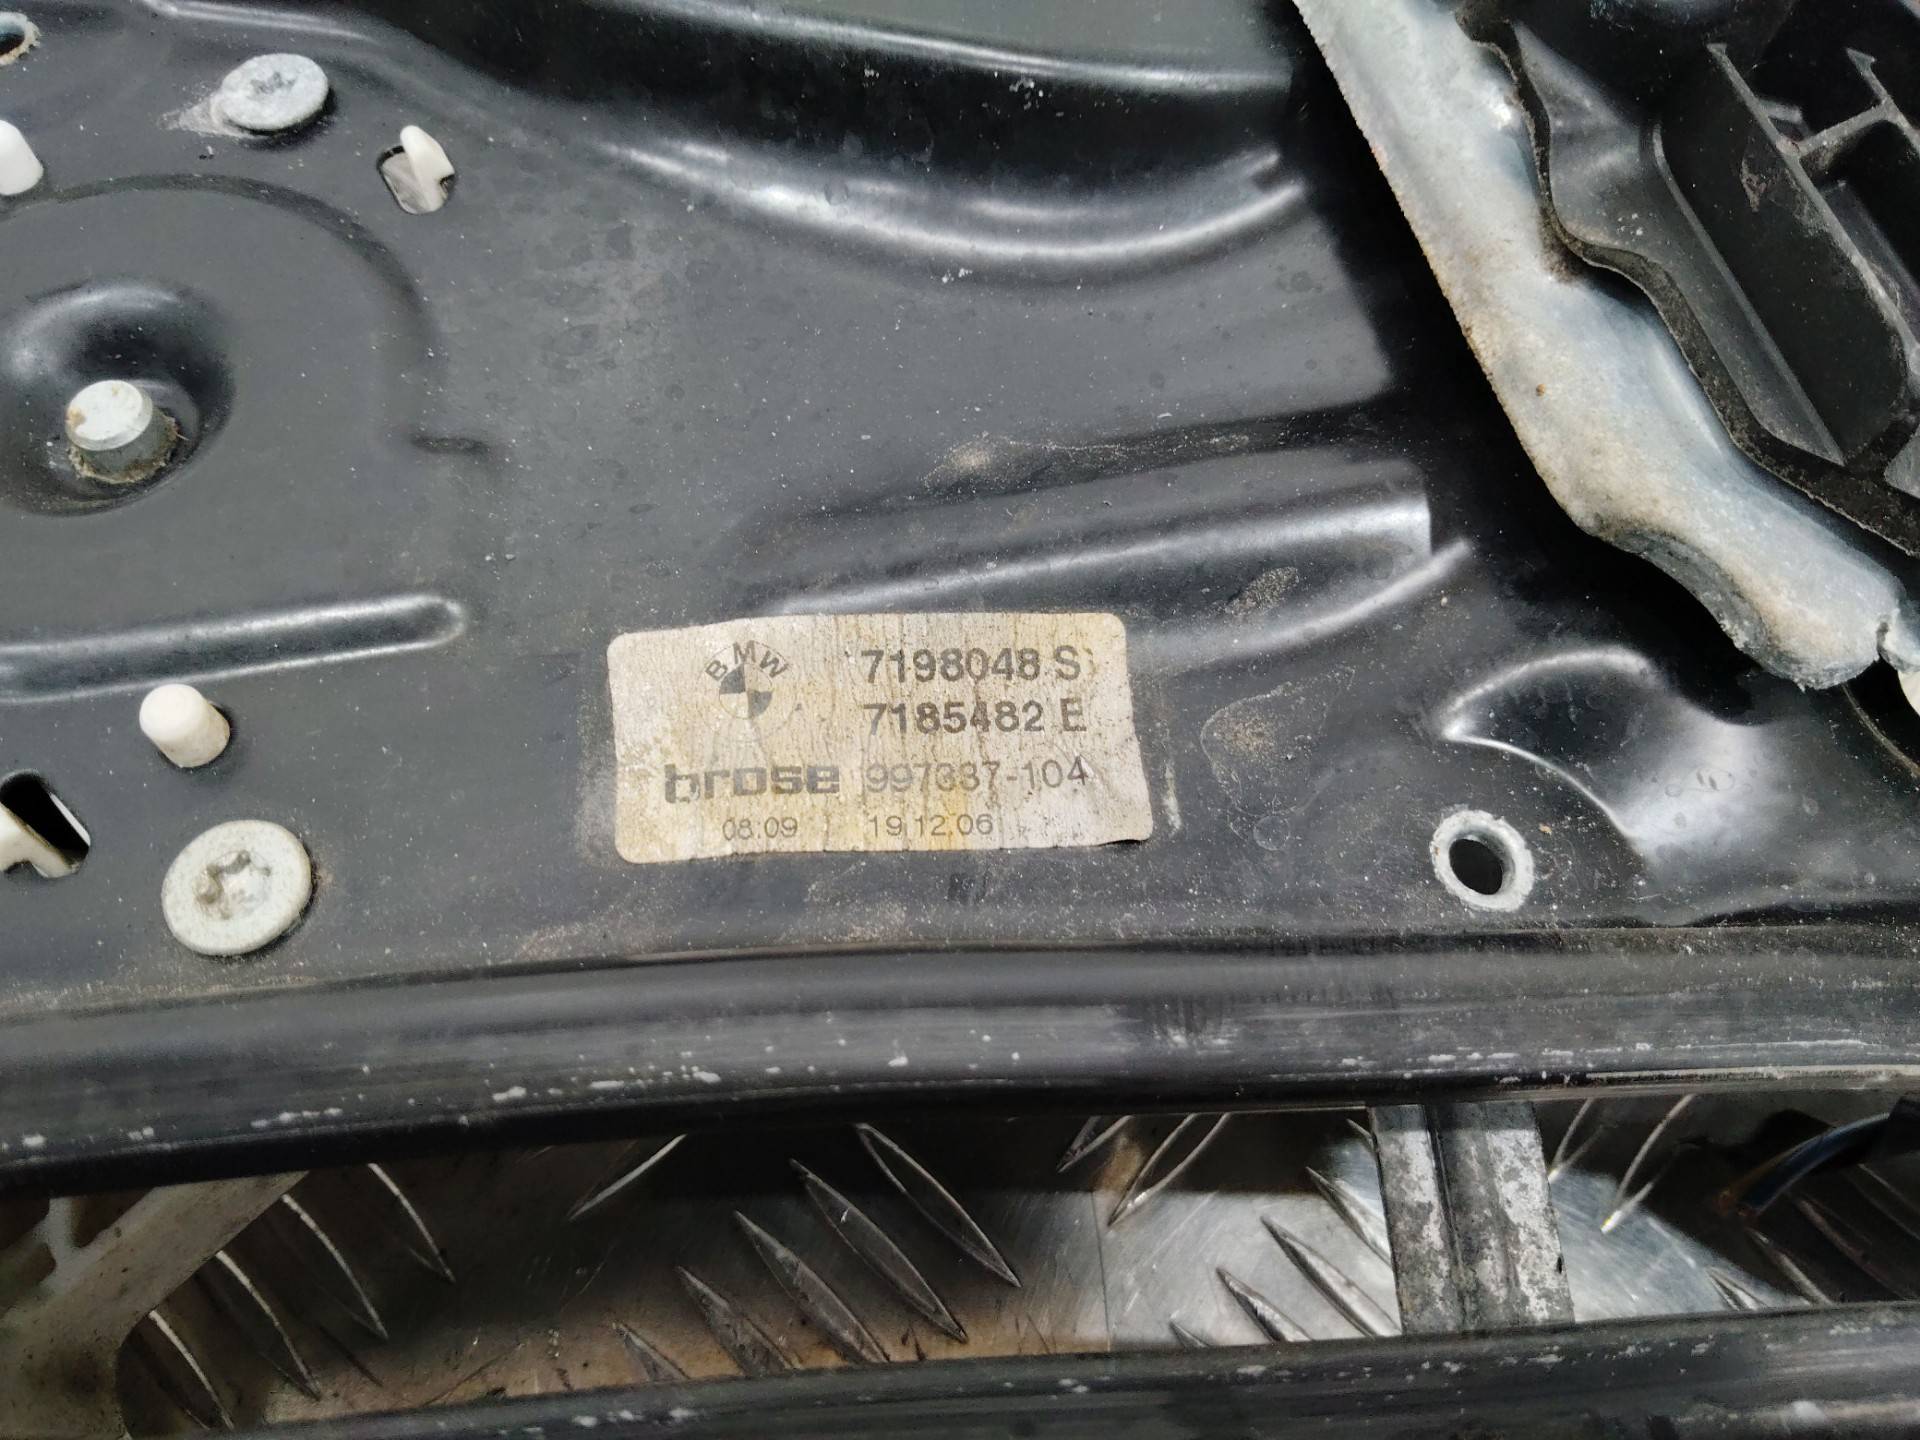 BMW
7198048 S
7185482 E
brose 997337-104
08:09 19.12.06